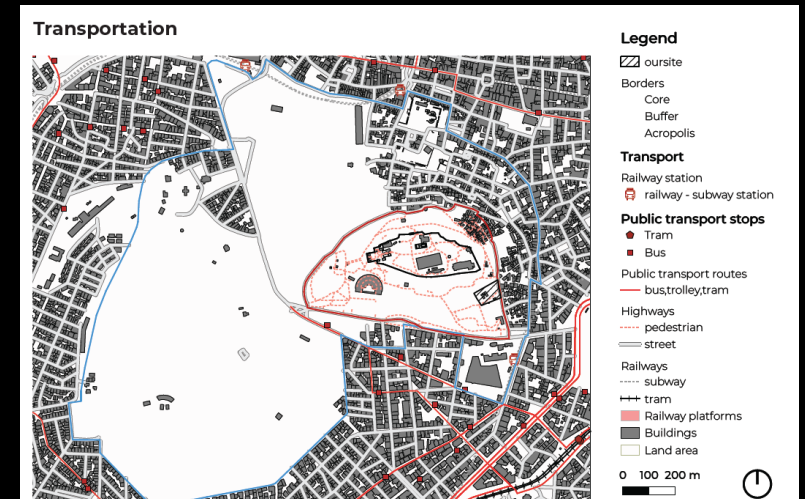 Transportation
Legend
oursite
Borders
Core
Buffer
Acropolis
Transport
Railway station
railway - subway station
Public transport stops
Tram
Bus
Public transport routes
bus,trolley,tram
Highways
pedestrian
street
Railways
subway
tram
Railway platforms
Buildings
Land area
0 100 200 m